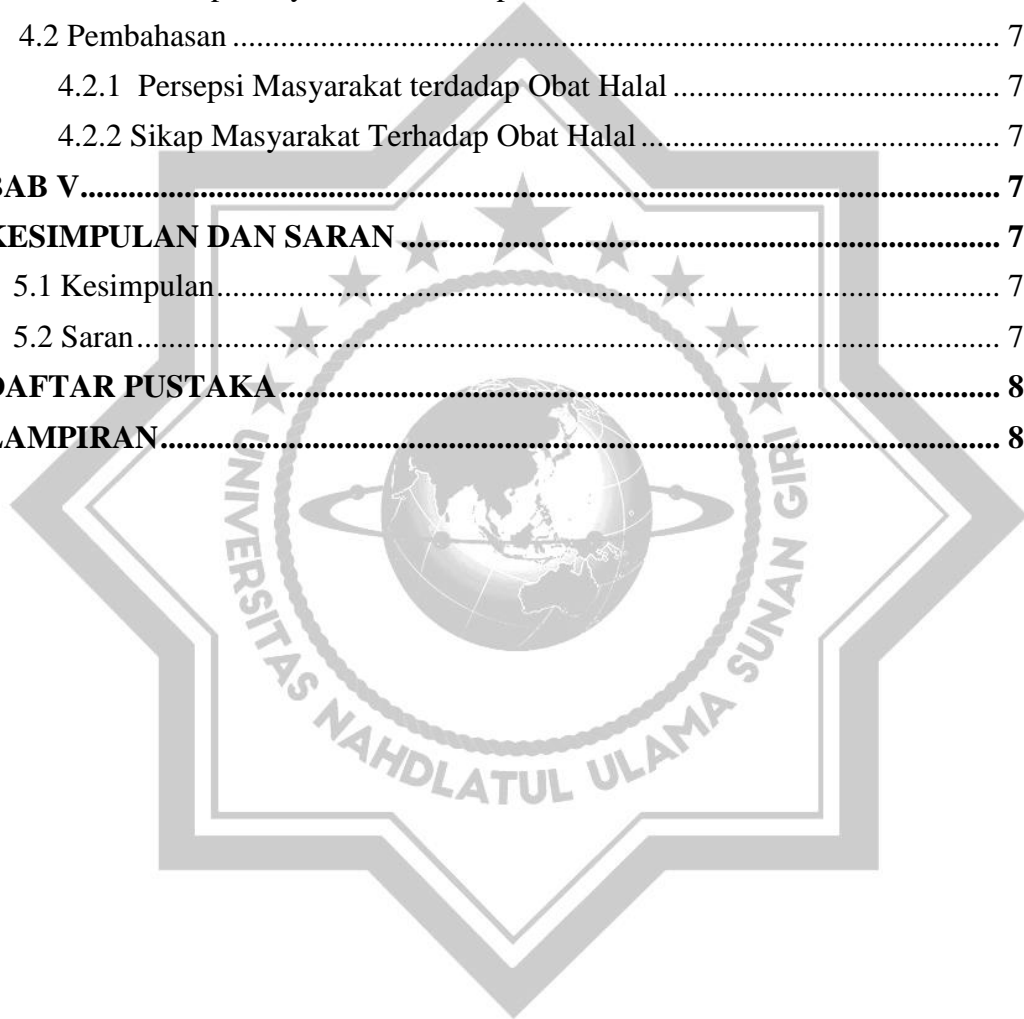 4.2 Pembahasan ........ 7
4.2.1 Persepsi Masyarakat terdadap Obat Halal ........ 7
4.2.2 Sikap Masyarakat Terhadap Obat Halal ........ 7
BAB V ........ 7
KESIMPULAN DAN SARAN ........ 7
5.1 Kesimpulan ........ 7
5.2 Saran ........ 7
DAFTAR PUSTAKA ........ 8
LAMPIRAN ........ 8
UNIVERSITAS NAHDLATUL ULAMA SUNAN GIRI